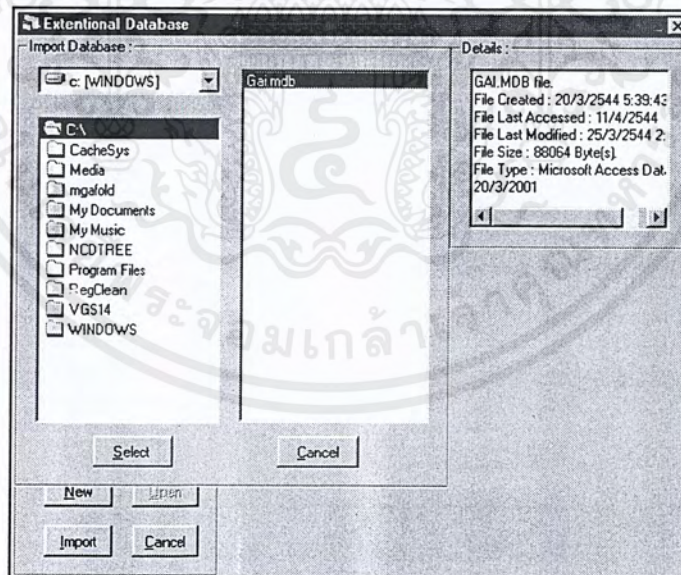 Extentional Database
Import Database :
c: [WINDOWS]
C:\
CacheSys
Media
mgafold
My Documents
My Music
NCDTREE
Program Files
RegClean
VGS14
WINDOWS
Gai.mdb
Select
Cancel
New
Open
Import
Cancel
Details :
GAI.MDB file.
File Created : 20/3/2544 5:39:43
File Last Accessed : 11/4/2544
File Last Modified : 25/3/2544 2:
File Size : 88064 Byte(s).
File Type : Microsoft Access Dat
20/3/2001